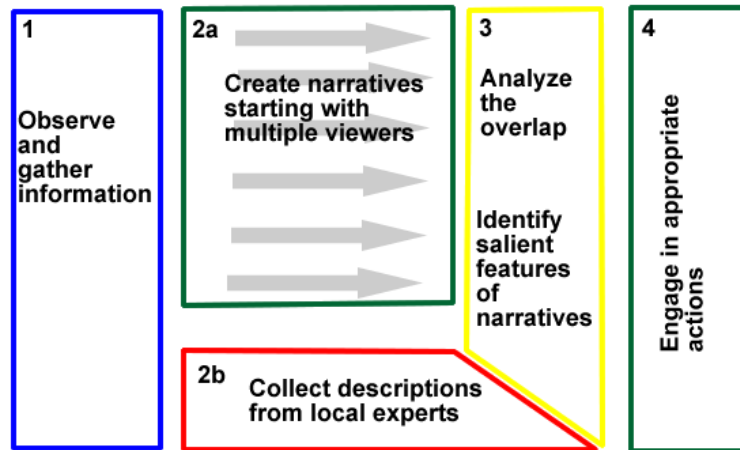 1
Observe
and
gather
information
2a
Create narratives
starting with
multiple viewers
2b
Collect descriptions
from local experts
3
Analyze
the
overlap
Identify
salient
features
of
narratives
4
Engage in appropriate
actions